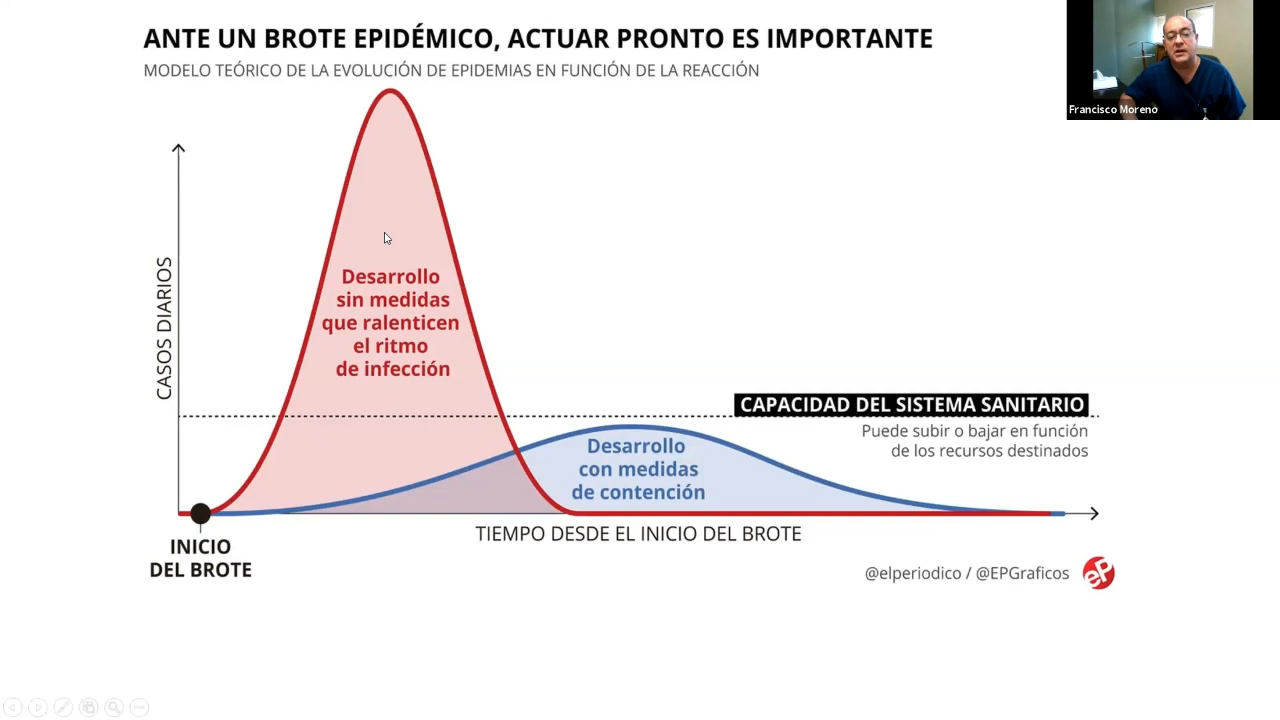 ANTE UN BROTE EPIDÉMICO, ACTUAR PRONTO ES IMPORTANTE
MODELO TEÓRICO DE LA EVOLUCIÓN DE EPIDEMIAS EN FUNCIÓN DE LA REACCIÓN
Francisco Moreno
CASOS DIARIOS
Desarrollo
sin medidas
que ralenticen
el ritmo
de infección
CAPACIDAD DEL SISTEMA SANITARIO
Puede subir o bajar en función
de los recursos destinados
Desarrollo
con medidas
de contención
TIEMPO DESDE EL INICIO DEL BROTE
INICIO
DEL BROTE
@elperiodico / @EPGraficos
eP